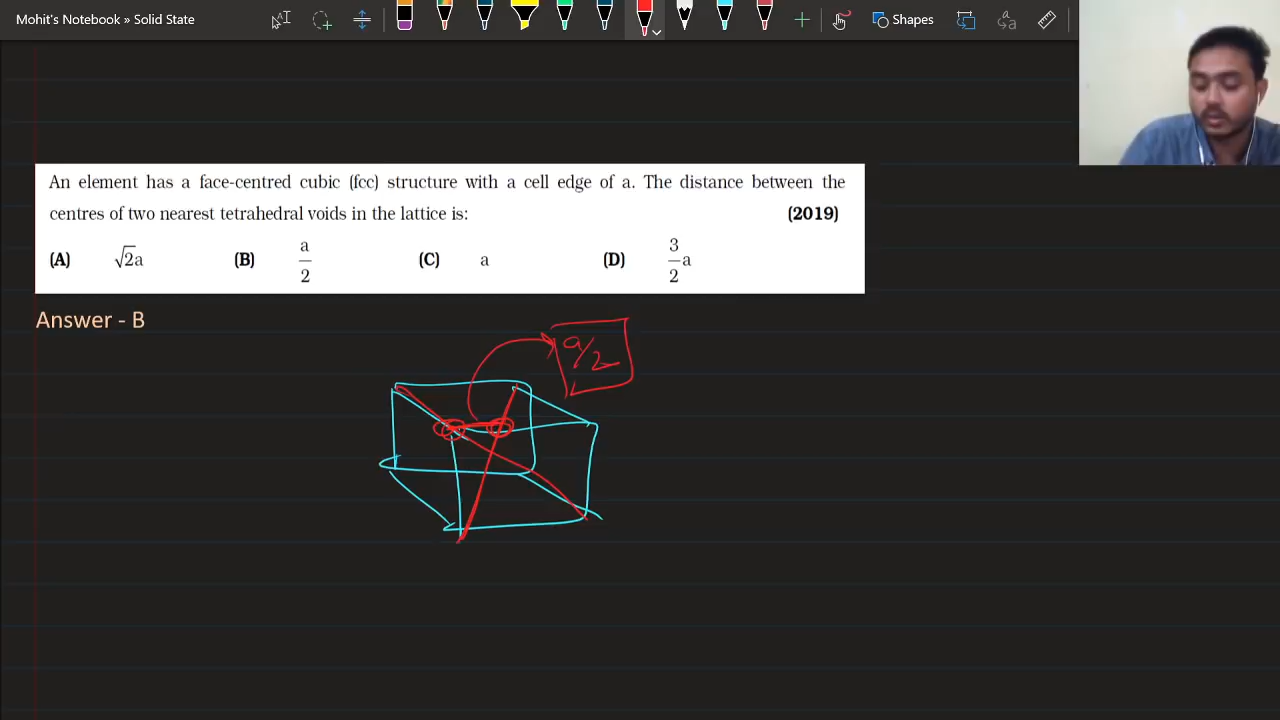 Mohit's Notebook » Solid State
Shapes
An element has a face-centred cubic (fcc) structure with a cell edge of a. The distance between the
centres of two nearest tetrahedral voids in the lattice is: (2019)
(A) √2a (B) a/2 (C) a (D) 3/2 a
Answer - B
a/2